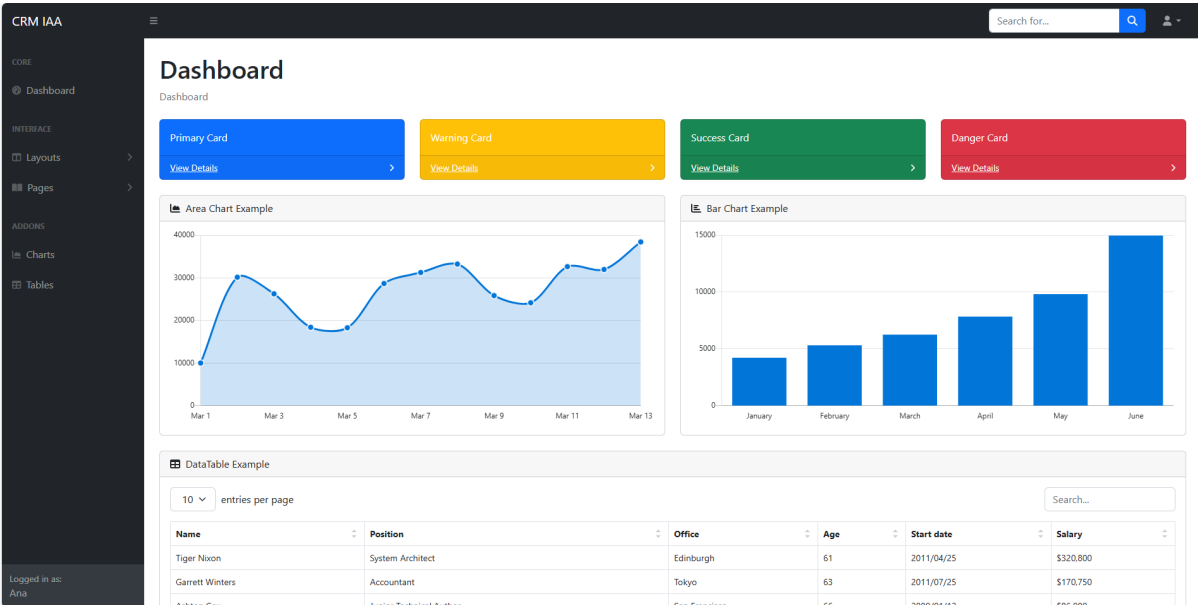 CRM IAA
Search for...
CORE
Dashboard
INTERFACE
Layouts
Pages
ADDONS
Charts
Tables
Logged in as:
Ana
Dashboard
Dashboard
Primary Card
View Details
Warning Card
View Details
Success Card
View Details
Danger Card
View Details
Area Chart Example
40000
30000
20000
10000
0
Mar 1 Mar 3 Mar 5 Mar 7 Mar 9 Mar 11 Mar 13
Bar Chart Example
15000
10000
5000
0
January February March April May June
DataTable Example
10 entries per page
Search...
Name Position Office Age Start date Salary
Tiger Nixon System Architect Edinburgh 61 2011/04/25 $320,800
Garrett Winters Accountant Tokyo 63 2011/07/25 $170,750